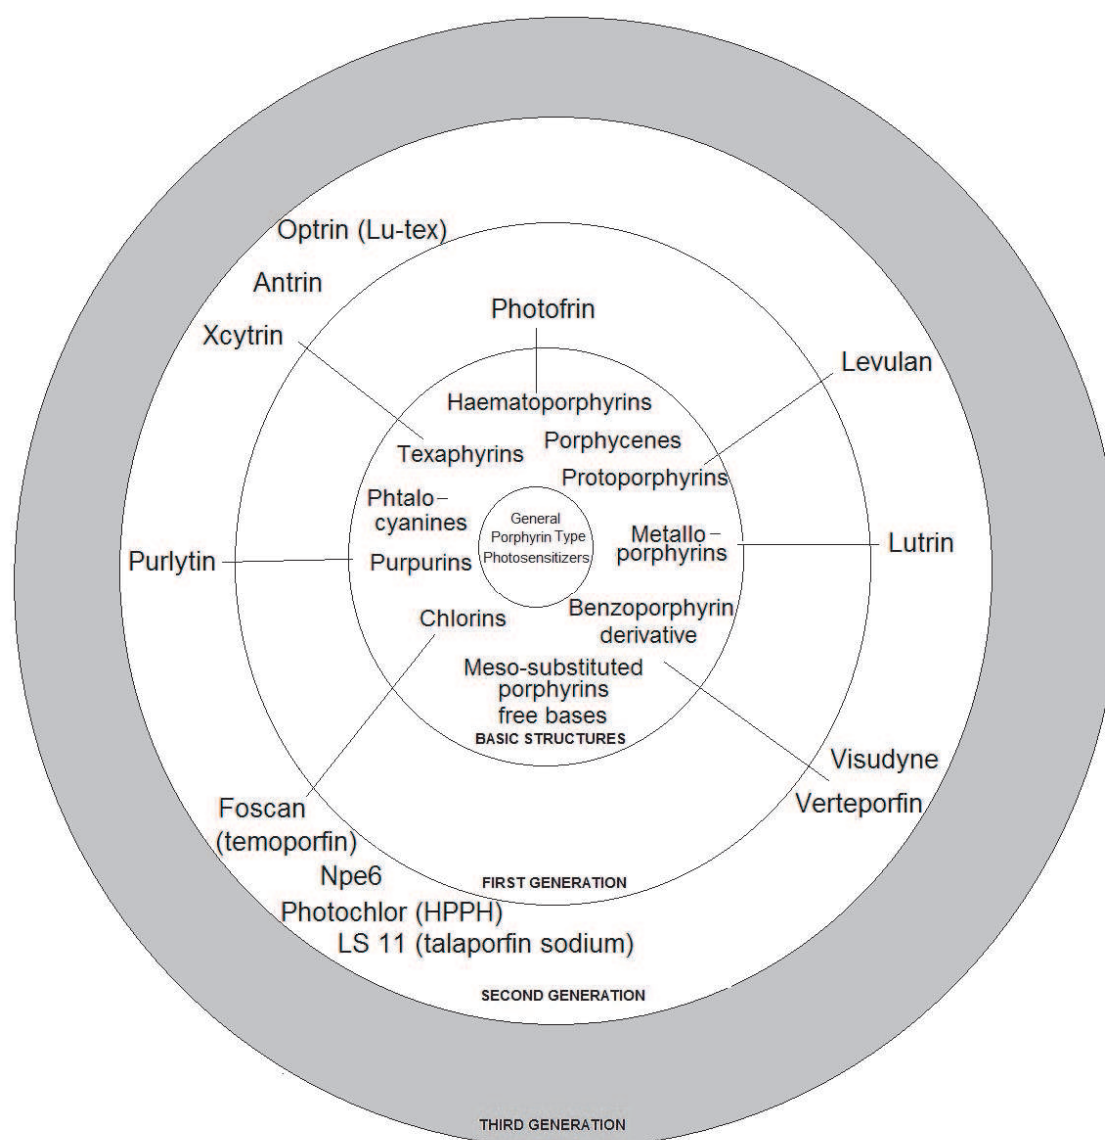 Optrin (Lu-tex)
Antrin
Xcytrin
Photofrin
Levulan
Haematoporphyrins
Porphycenes
Texaphyrins
Protoporphyrins
Phtalo-
cyanines
General
Porphyrin Type
Photosensitizers
Metallo-
porphyrins
Lutrin
Purlytin
Purpurins
Benzoporphyrin
derivative
Chlorins
Meso-substituted
porphyrins
free bases
BASIC STRUCTURES
Visudyne
Verteporfin
Foscan
(temoporfin)
Npe6
FIRST GENERATION
Photochlor (HPPH)
LS 11 (talaporfin sodium)
SECOND GENERATION
THIRD GENERATION